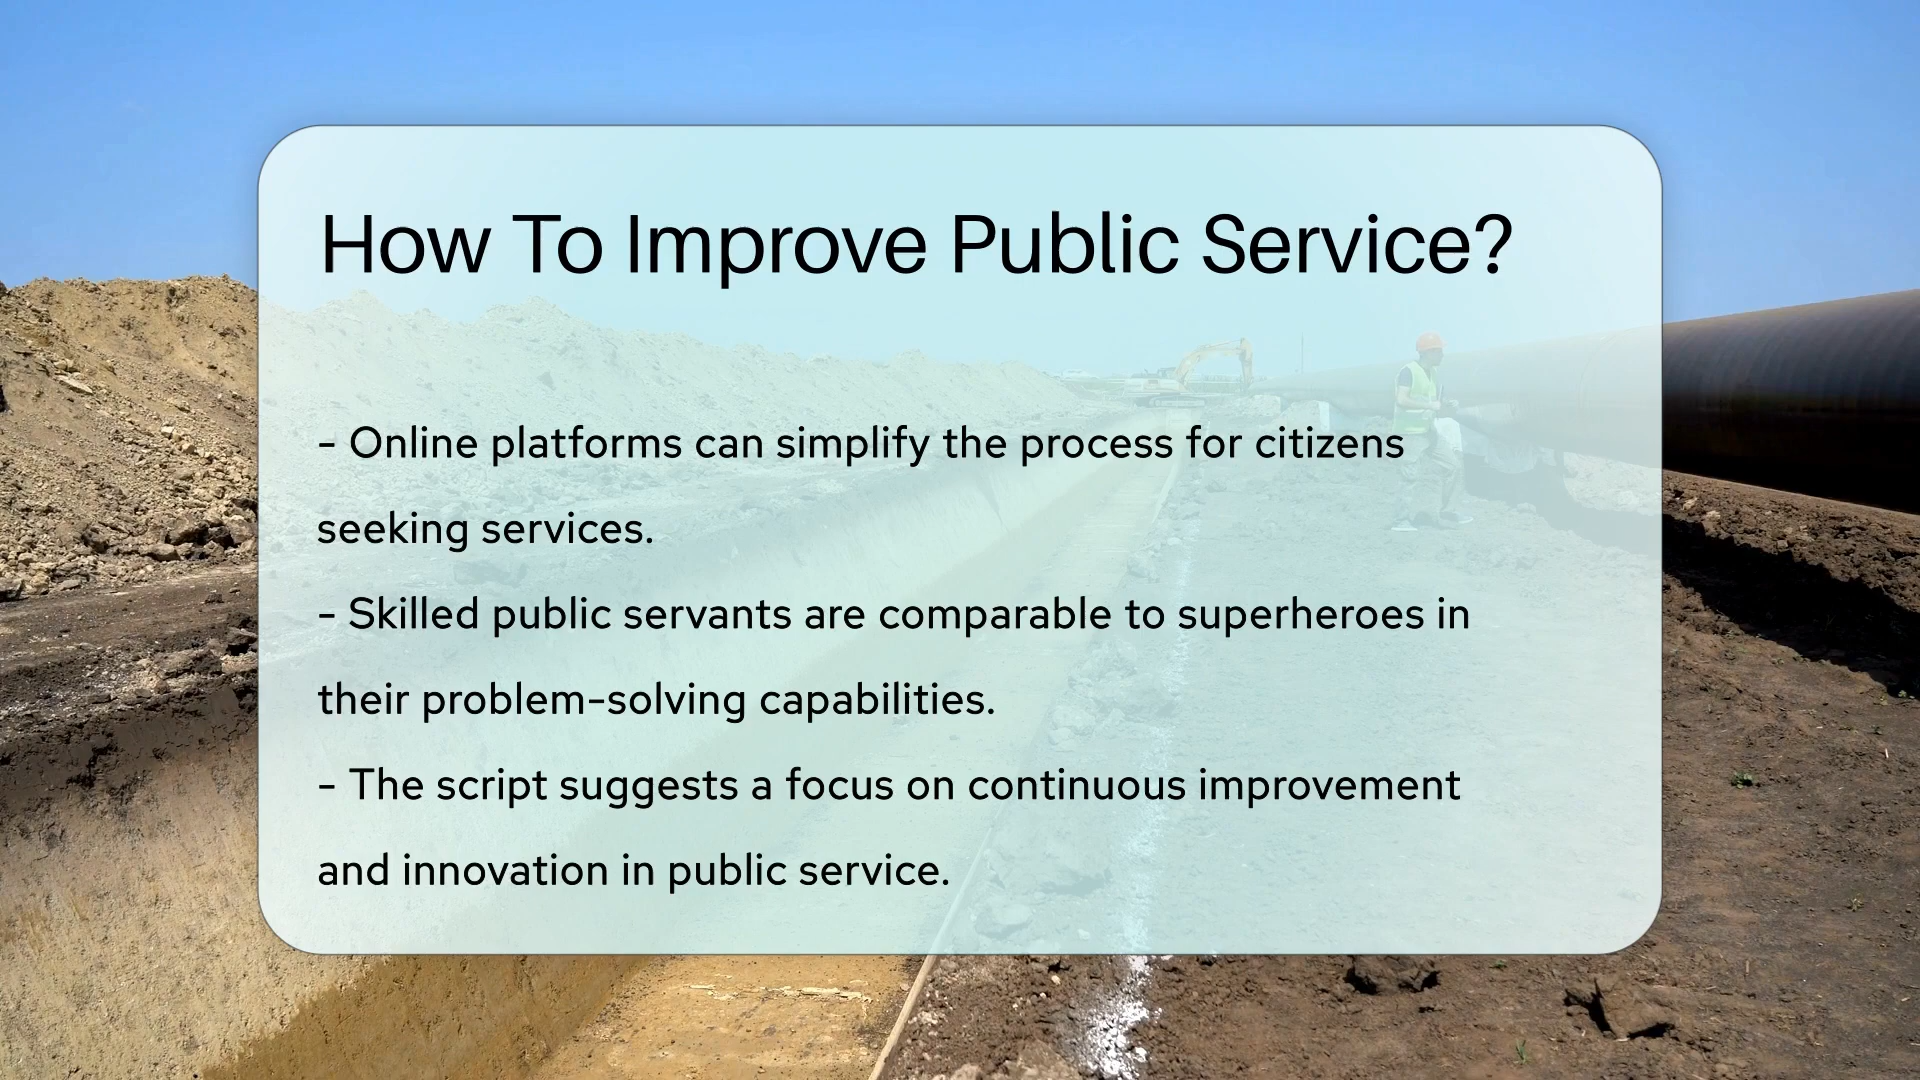 How To Improve Public Service?
- Online platforms can simplify the process for citizens
seeking services.
- Skilled public servants are comparable to superheroes in
their problem-solving capabilities.
- The script suggests a focus on continuous improvement
and innovation in public service.